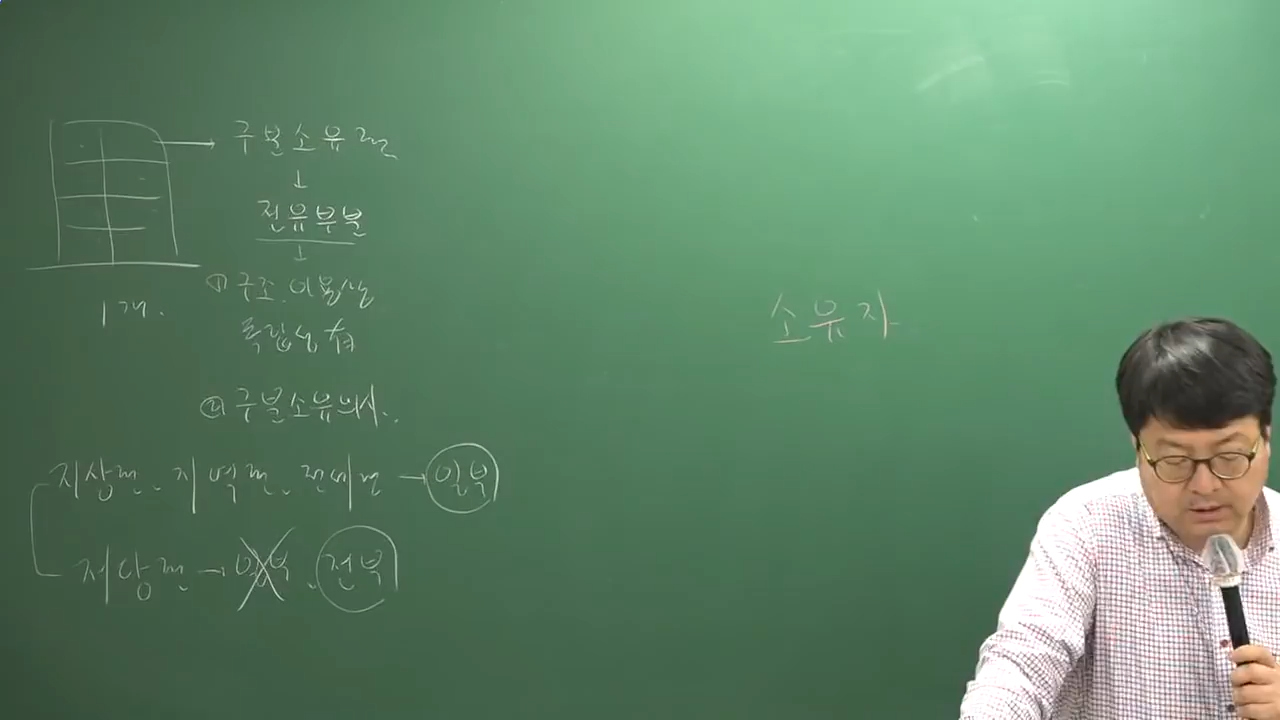 구분소유권
↓
전유부분
↓
① 구조.이용상
독립성 有
1개.
② 구분소유의사..
지상권、지역권、전세권 → 일부
저당권 → 일부、전부
소유자